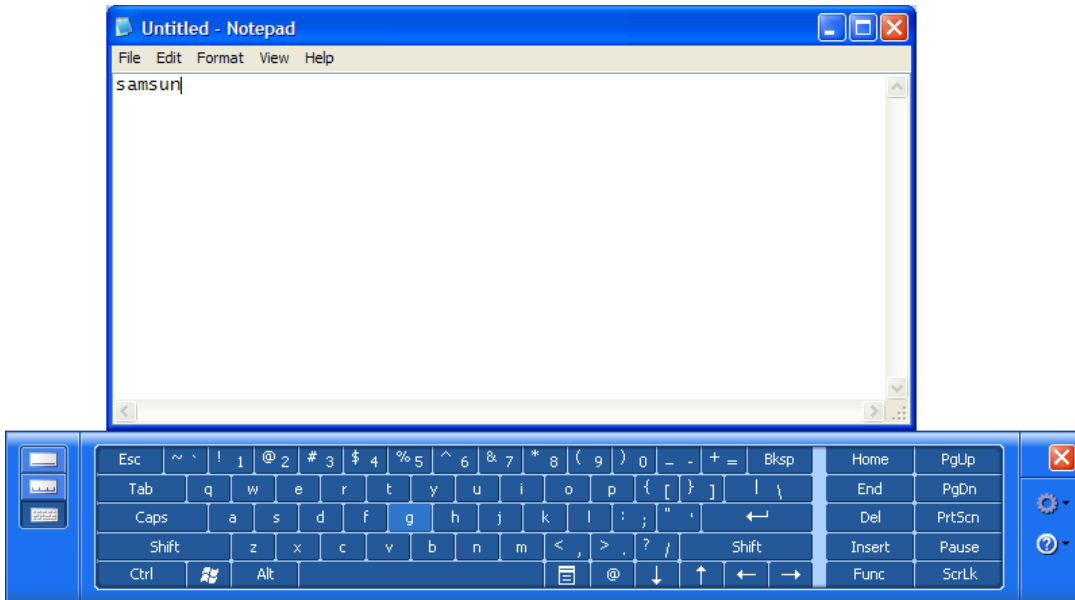 Untitled - Notepad
File Edit Format View Help
samsun
Esc ~ ` ! 1 @ 2 # 3 $ 4 % 5 ^ 6 & 7 * 8 ( 9 ) 0 _ - + = Bksp Home PgUp
Tab q w e r t y u i o p { [ } ] | \ End PgDn
Caps a s d f g h j k l : ; " ' Del PrtScn
Shift z x c v b n m < , > . ? / Shift Insert Pause
Ctrl Alt @ ↓ ↑ ← → Func ScrLk